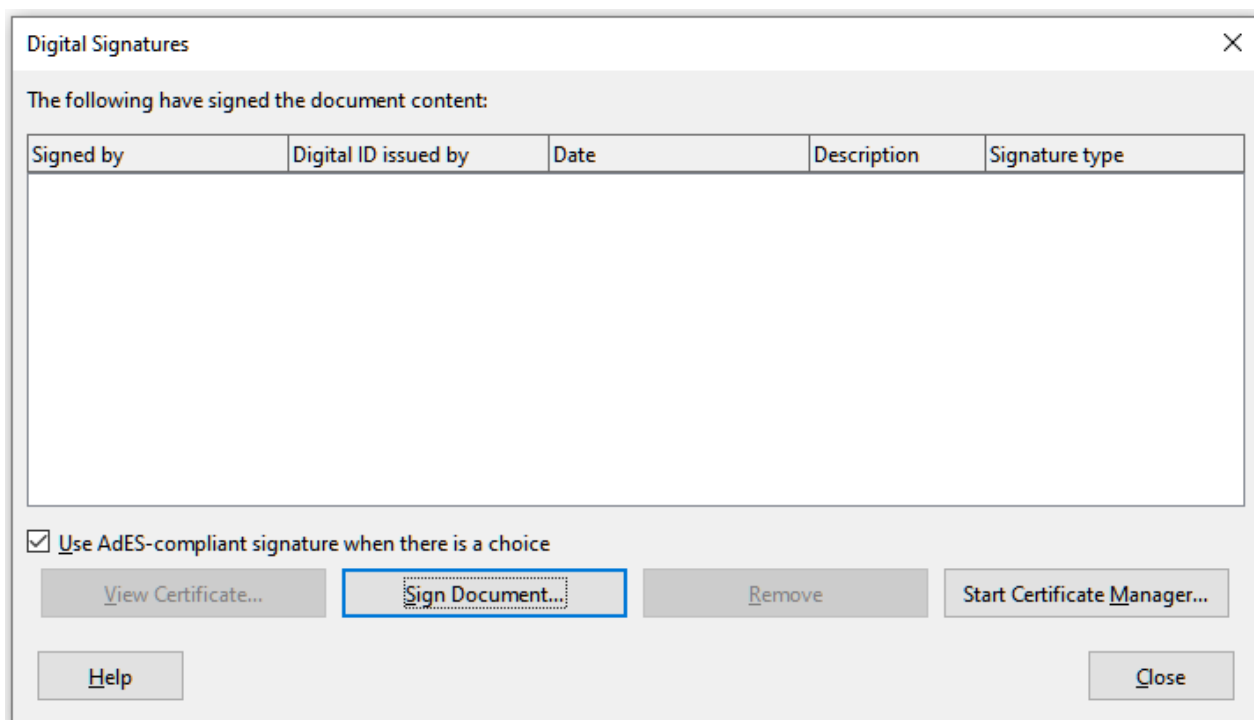 Digital Signatures
The following have signed the document content:
Signed by Digital ID issued by Date Description Signature type
Use AdES-compliant signature when there is a choice
View Certificate... Sign Document... Remove Start Certificate Manager...
Help Close